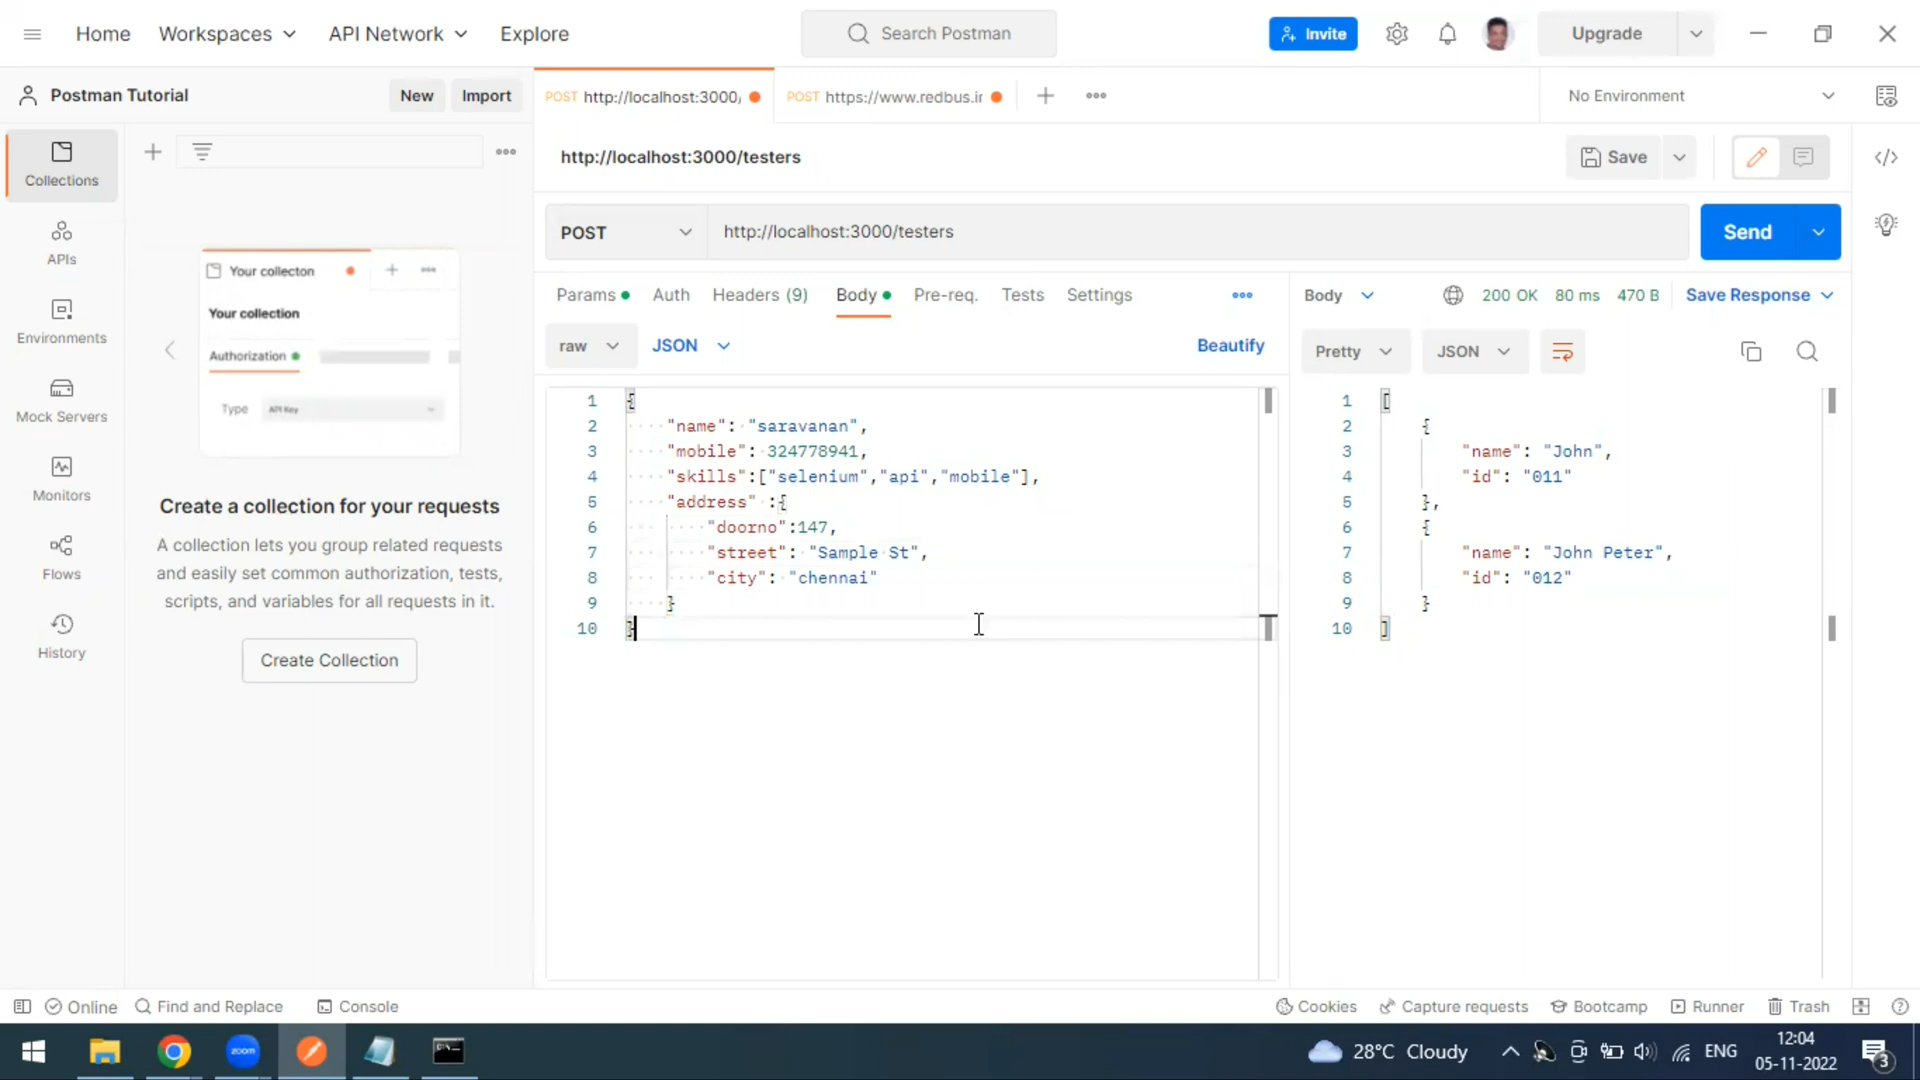 Home Workspaces API Network Explore Search Postman Invite Upgrade
Postman Tutorial New Import POST http://localhost:3000/ POST https://www.redbus.ir No Environment
http://localhost:3000/testers Save
POST http://localhost:3000/testers Send
Collections
APIs
Environments
Mock Servers
Monitors
Flows
History
Your collecton
Your collection
Authorization
Type API Key
Create a collection for your requests
A collection lets you group related requests
and easily set common authorization, tests,
scripts, and variables for all requests in it.
Create Collection
Params Auth Headers (9) Body Pre-req. Tests Settings
raw JSON Beautify
1 {
2 "name": "saravanan",
3 "mobile": 324778941,
4 "skills":["selenium","api","mobile"],
5 "address" :{
6 "doorno":147,
7 "street": "Sample St",
8 "city": "chennai"
9 }
10 }
Body 200 OK 80 ms 470 B Save Response
Pretty JSON
1 [
2 {
3 "name": "John",
4 "id": "011"
5 },
6 {
7 "name": "John Peter",
8 "id": "012"
9 }
10 ]
Online Find and Replace Console Cookies Capture requests Bootcamp Runner Trash
zoom 28°C Cloudy ENG 12:04
05-11-2022 3